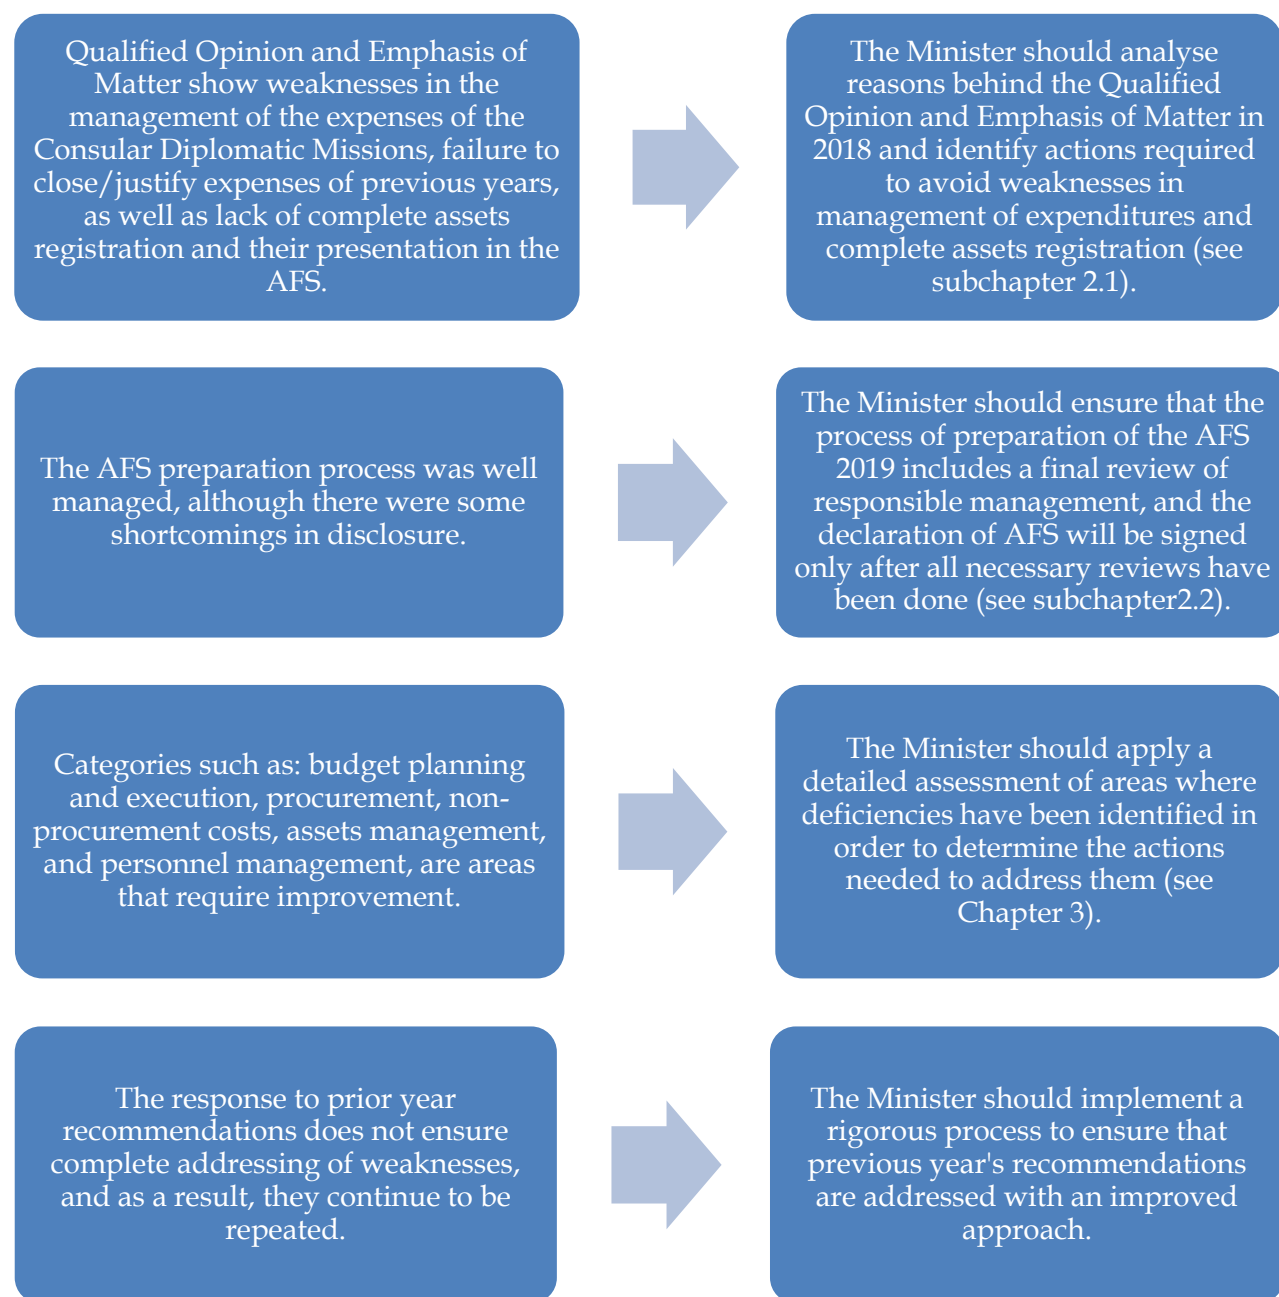 Qualified Opinion and Emphasis of
Matter show weaknesses in the
management of the expenses of the
Consular Diplomatic Missions, failure to
close/justify expenses of previous years,
as well as lack of complete assets
registration and their presentation in the
AFS.
The Minister should analyse
reasons behind the Qualified
Opinion and Emphasis of Matter in
2018 and identify actions required
to avoid weaknesses in
management of expenditures and
complete assets registration (see
subchapter 2.1).
The AFS preparation process was well
managed, although there were some
shortcomings in disclosure.
The Minister should ensure that the
process of preparation of the AFS
2019 includes a final review of
responsible management, and the
declaration of AFS will be signed
only after all necessary reviews have
been done (see subchapter2.2).
Categories such as: budget planning
and execution, procurement, non-
procurement costs, assets management,
and personnel management, are areas
that require improvement.
The Minister should apply a
detailed assessment of areas where
deficiencies have been identified in
order to determine the actions
needed to address them (see
Chapter 3).
The response to prior year
recommendations does not ensure
complete addressing of weaknesses,
and as a result, they continue to be
repeated.
The Minister should implement a
rigorous process to ensure that
previous year's recommendations
are addressed with an improved
approach.